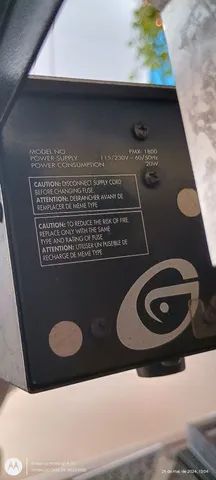 MODEL NO. PMX- 1800
POWER SUPPLY 115/230V~ 60/50Hz
POWER CONSUMPTION 20W
CAUTION: DISCONNECT SUPPLY CORD
BEFORE CHANGING FUSE.
ATTENTION: DEBRANCHER AVANT DE
REMPLACER DE MÊME TYPE
CAUTION: TO REDUCE THE RISK OF FIRE,
REPLACE ONLY WITH THE SAME
TYPE AND RATING OF FUSE
ATTENTION: UTILISER UN FUSIBLE DE
RECHARGE DE MÊME TYPE